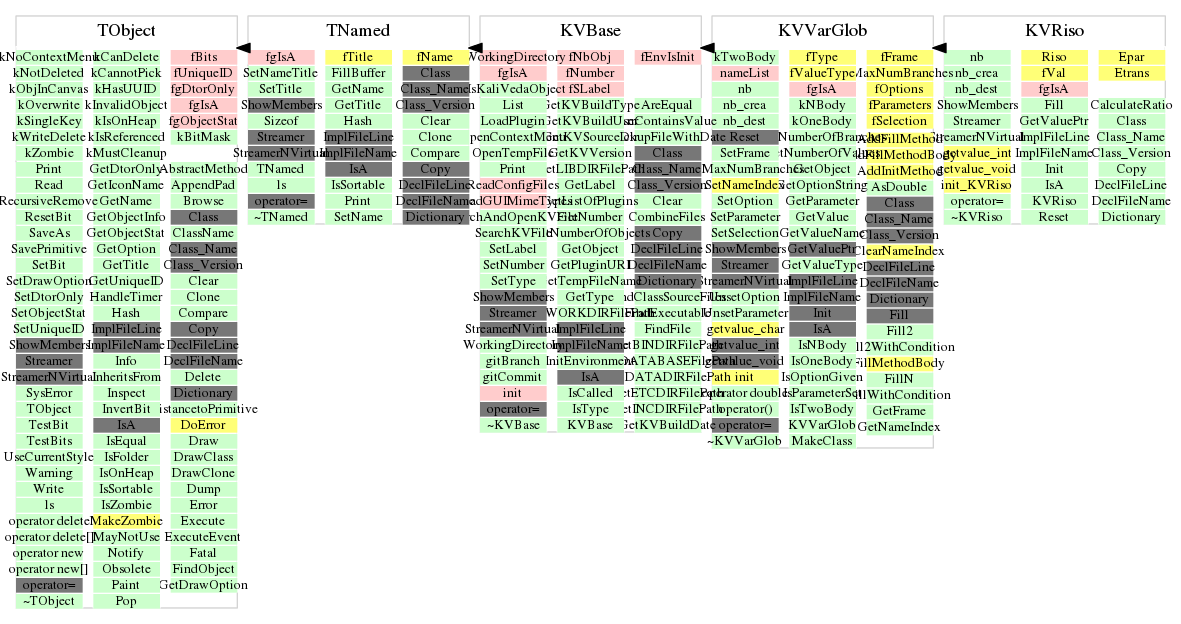 TObject
kNoContextMenu
kNotDeleted
kObjInCanvas
kOverwrite
kSingleKey
kWriteDelete
kZombie
Print
Read
RecursiveRemove
ResetBit
SaveAs
SavePrimitive
SetBit
SetDrawOption
SetDtorOnly
SetObjectStat
SetUniqueID
ShowMembers
Streamer
StreamerNVirtual
SysError
TObject
TestBit
TestBits
UseCurrentStyle
Warning
Write
ls
operator delete
operator delete[]
operator new
operator new[]
operator=
~TObject
kCanDelete
kCannotPick
kHasUUID
kInvalidObject
kIsOnHeap
kIsReferenced
kMustCleanup
GetDtorOnly
GetIconName
GetName
GetObjectInfo
GetObjectStat
GetOption
GetTitle
GetUniqueID
HandleTimer
Hash
ImplFileLine
ImplFileName
Info
InheritsFrom
Inspect
InvertBit
IsA
IsEqual
IsFolder
IsOnHeap
IsSortable
IsZombie
MakeZombie
MayNotUse
Notify
Obsolete
Paint
Pop
fBits
fUniqueID
fgDtorOnly
fgIsA
fgObjectStat
kBitMask
AbstractMethod
AppendPad
Browse
Class
ClassName
Class_Name
Class_Version
Clear
Clone
Compare
Copy
DeclFileLine
DeclFileName
Delete
Dictionary
DistancetoPrimitive
DoError
Draw
DrawClass
DrawClone
Dump
Error
Execute
ExecuteEvent
Fatal
FindObject
GetDrawOption
TNamed
fgIsA
SetNameTitle
SetTitle
ShowMembers
Sizeof
Streamer
StreamerNVirtual
TNamed
ls
operator=
~TNamed
fTitle
FillBuffer
GetName
GetTitle
Hash
ImplFileLine
ImplFileName
IsA
IsSortable
Print
SetName
fName
Class
Class_Name
Class_Version
Clear
Clone
Compare
Copy
DeclFileLine
DeclFileName
Dictionary
KVBase
WorkingDirectory
fgIsA
IsKaliVedaObject
List
LoadPlugin
OpenContextMenu
OpenTempFile
Print
ReadConfigFiles
ReadGUIMimeTypes
SearchAndOpenKVFile
SearchKVFile
SetLabel
SetNumber
SetType
ShowMembers
Streamer
StreamerNVirtual
WorkingDirectory
gitBranch
gitCommit
init
operator=
~KVBase
fNbObj
fNumber
fSLabel
GetKVBuildType
GetKVBuildUser
GetKVSourceDir
GetKVVersion
GetLIBDIRFilePath
GetLabel
GetListOfPlugins
GetNumber
GetNumberOfObjects
GetObject
GetPluginURI
GetTempFileName
GetType
GetWORKDIRFilePath
ImplFileLine
ImplFileName
InitEnvironment
IsA
IsCalled
IsType
KVBase
fEnvIsInit
AreEqual
ContainsValue
BackupFileWithDate
Class
Class_Name
Class_Version
Clear
CombineFiles
Copy
DeclFileLine
DeclFileName
Dictionary
FindClassSourceFiles
FindExecutable
FindFile
GetBINDIRFilePath
GetDATABASEFilePath
GetDATADIRFilePath
GetETCDIRFilePath
GetINCDIRFilePath
GetKVBuildDate
KVVarGlob
kTwoBody
nameList
nb
nb_crea
nb_dest
Reset
SetFrame
SetMaxNumBranches
SetNameIndex
SetOption
SetParameter
SetSelection
ShowMembers
Streamer
StreamerNVirtual
UnsetOption
UnsetParameter
getvalue_char
getvalue_int
getvalue_void
init
operator double
operator()
operator=
~KVVarGlob
fType
fValueType
fgIsA
kNBody
kOneBody
GetNumberOfBranches
GetNumberOfValues
GetObject
GetOptionString
GetParameter
GetValue
GetValueName
GetValuePtr
GetValueType
ImplFileLine
ImplFileName
Init
IsA
IsNBody
IsOneBody
IsOptionGiven
IsParameterSet
IsTwoBody
KVVarGlob
MakeClass
fFrame
fMaxNumBranches
fOptions
fParameters
fSelection
AddFillMethod
AddFillMethodBody
AddInitMethod
AsDouble
Class
Class_Name
Class_Version
ClearNameIndex
DeclFileLine
DeclFileName
Dictionary
Fill
Fill2
Fill2WithCondition
FillMethodBody
FillN
FillWithCondition
GetFrame
GetNameIndex
KVRiso
nb
nb_crea
nb_dest
ShowMembers
Streamer
StreamerNVirtual
getvalue_int
getvalue_void
init_KVRiso
operator=
~KVRiso
Riso
fVal
fgIsA
Fill
GetValuePtr
ImplFileLine
ImplFileName
Init
IsA
KVRiso
Reset
Epar
Etrans
CalculateRatio
Class
Class_Name
Class_Version
Copy
DeclFileLine
DeclFileName
Dictionary